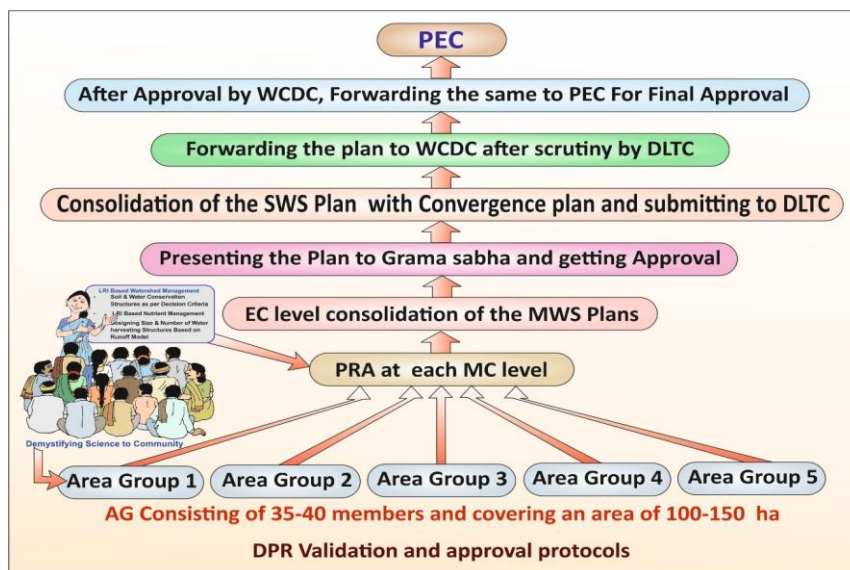 PEC
After Approval by WCDC, Forwarding the same to PEC For Final Approval
Forwarding the plan to WCDC after scrutiny by DLTC
Consolidation of the SWS Plan with Convergence plan and submitting to DLTC
Presenting the Plan to Grama sabha and getting Approval
LRI Based Watershed Management
Soil & Water Conservation
Structures as per Decision Criteria
LRI Based Nutrient Management
Designing Size & Number of Water
harvesting Structures Based on
Runoff Model
EC level consolidation of the MWS Plans
PRA at each MC level
Demystifying Science to Community
Area Group 1
Area Group 2
Area Group 3
Area Group 4
Area Group 5
AG Consisting of 35-40 members and covering an area of 100-150 ha
DPR Validation and approval protocols